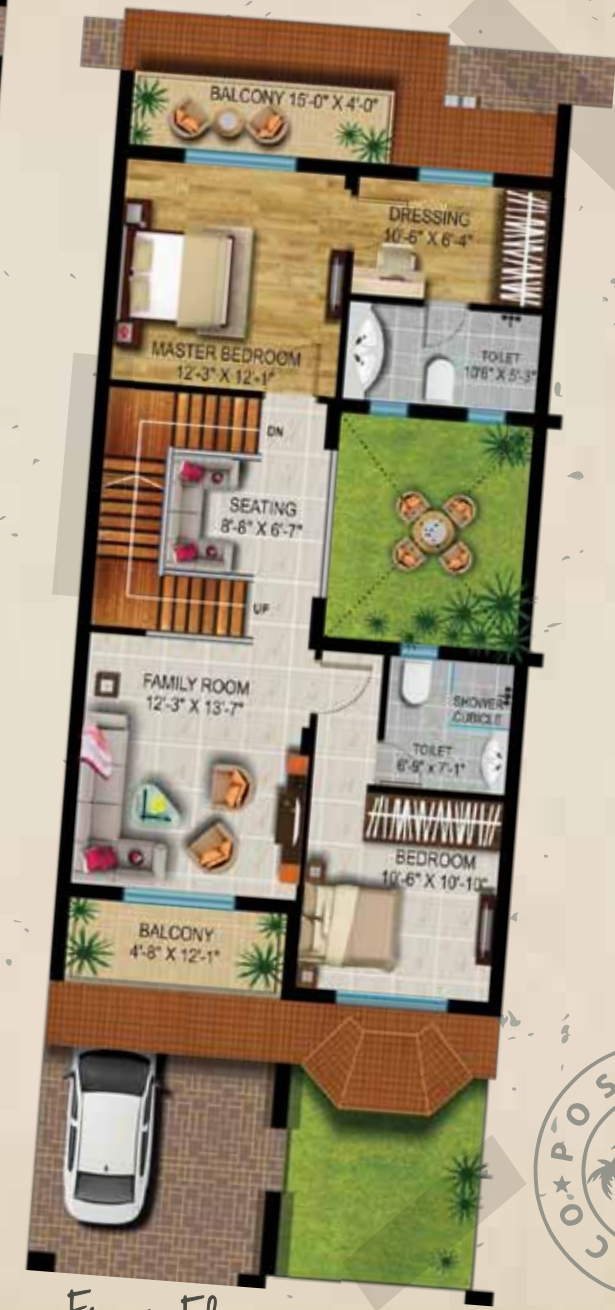 BALCONY 15'-0" X 4'-0"
DRESSING
10'-6" X 6'-4"
MASTER BEDROOM
12'-3" X 12'-1"
TOILET
10'6" X 5'-3"
DN
SEATING
8'-8" X 6'-7"
UP
FAMILY ROOM
12'-3" X 13'-7"
SHOWER
CUBICLE
TOILET
6'-9" x 7'-1"
BEDROOM
10'-6" X 10'-10"
BALCONY
4'-8" X 12'-1"